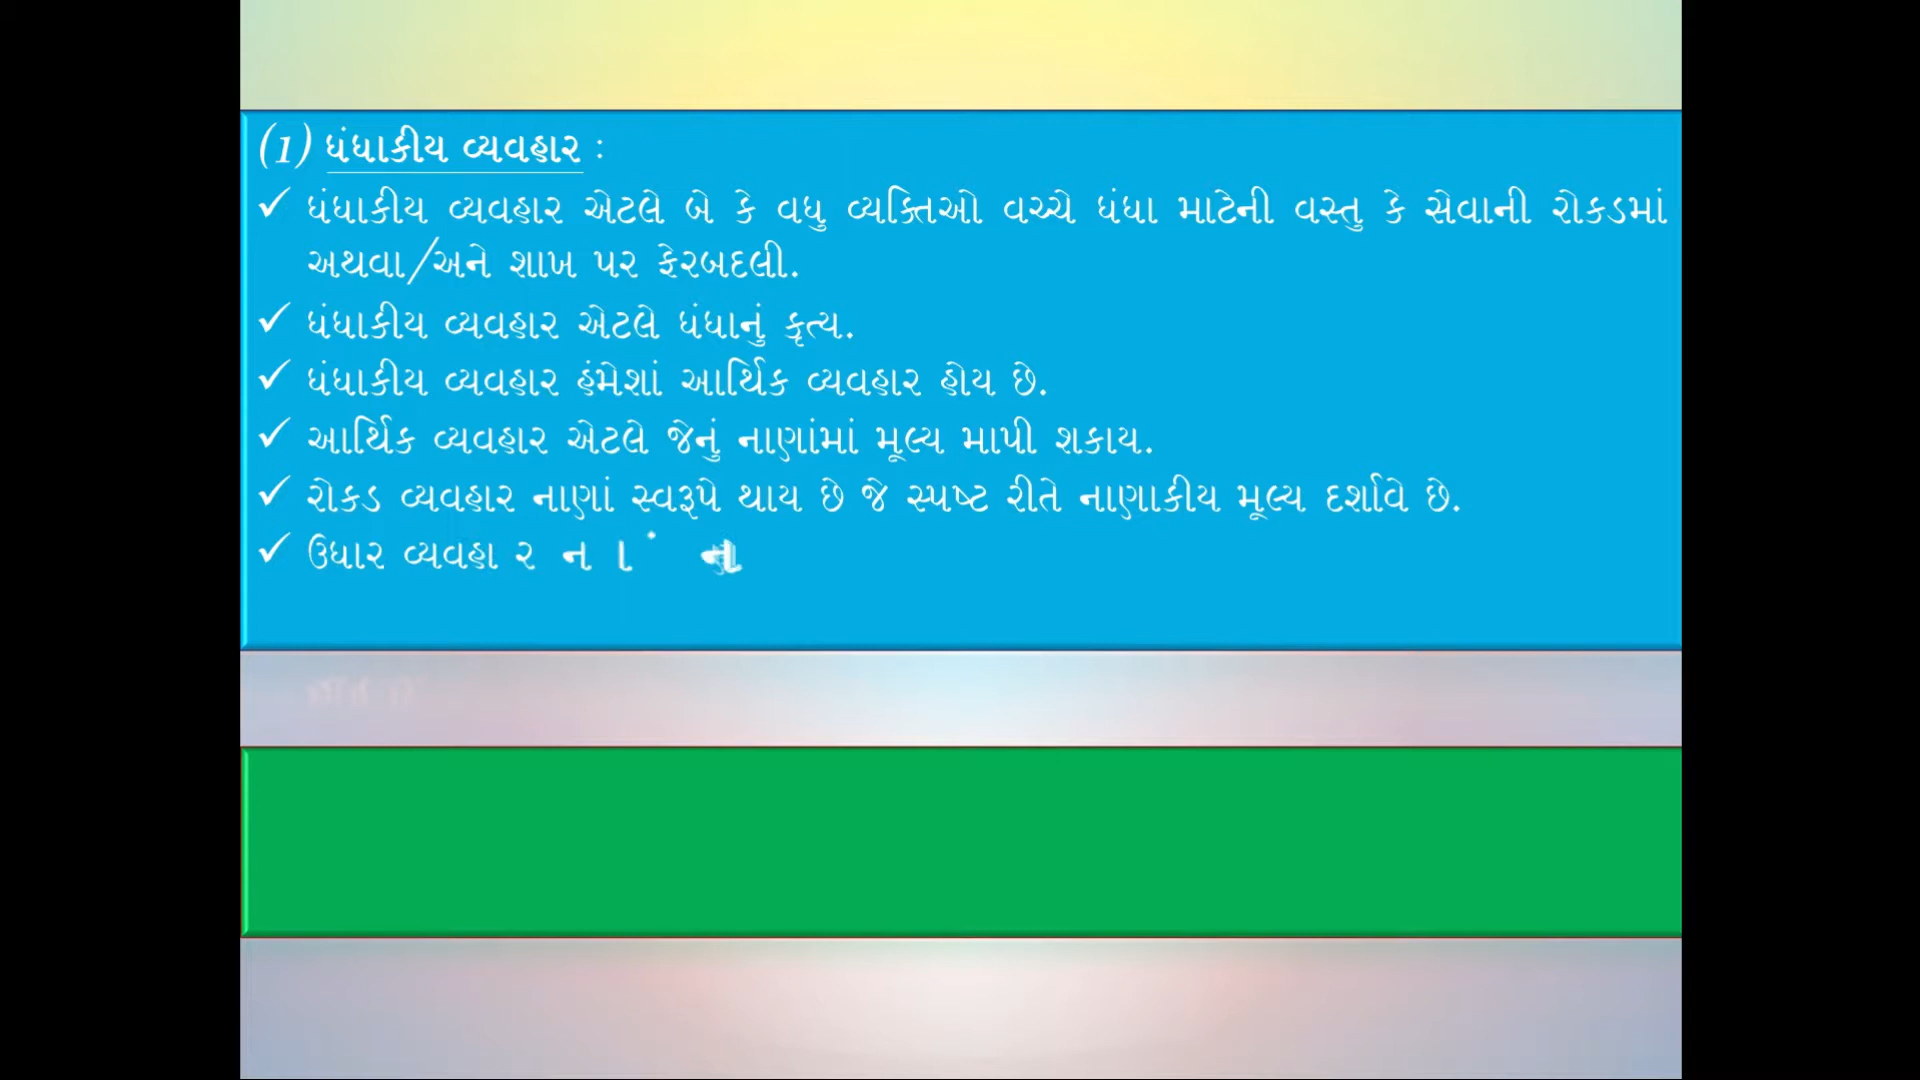 (1) ધંધાકીય વ્યવહાર :
✓ ધંધાકીય વ્યવહાર એટલે બે કે વધુ વ્યક્તિઓ વચ્ચે ધંધા માટેની વસ્તુ કે સેવાની રોકડમાં
અથવા/અને શાખ પર ફેરબદલી.
✓ ધંધાકીય વ્યવહાર એટલે ધંધાનું કૃત્ય.
✓ ધંધાકીય વ્યવહાર હંમેશાં આર્થિક વ્યવહાર હોય છે.
✓ આર્થિક વ્યવહાર એટલે જેનું નાણાંમાં મૂલ્ય માપી શકાય.
✓ રોકડ વ્યવહાર નાણાં સ્વરૂપે થાય છે જે સ્પષ્ટ રીતે નાણાકીય મૂલ્ય દર્શાવે છે.
✓ ઉધાર વ્યવહાર